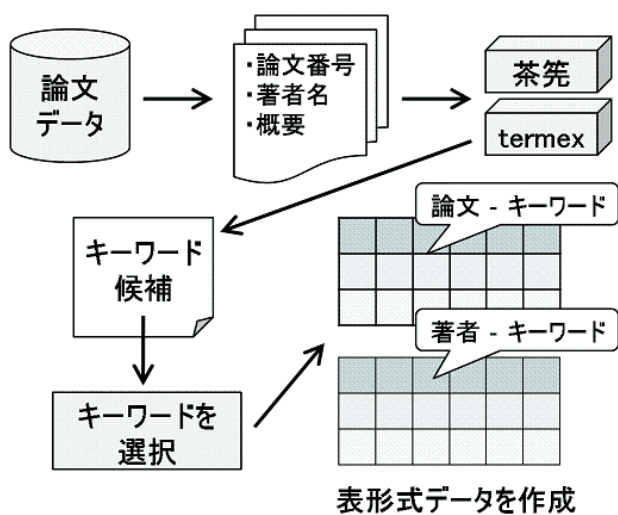 論文
データ
・論文番号
・著者名
・概要
茶筅
termex
キーワード
候補
キーワードを
選択
論文 - キーワード
著者 - キーワード
表形式データを作成